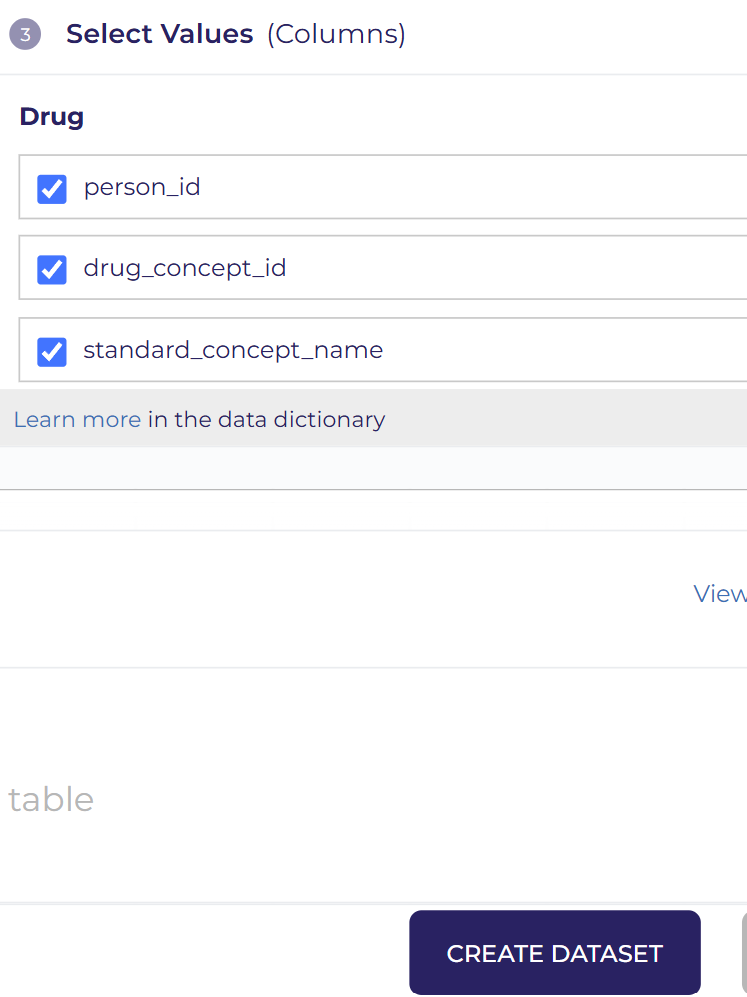 3 Select Values (Columns)
Drug
person_id
drug_concept_id
standard_concept_name
Learn more in the data dictionary
View
table
CREATE DATASET